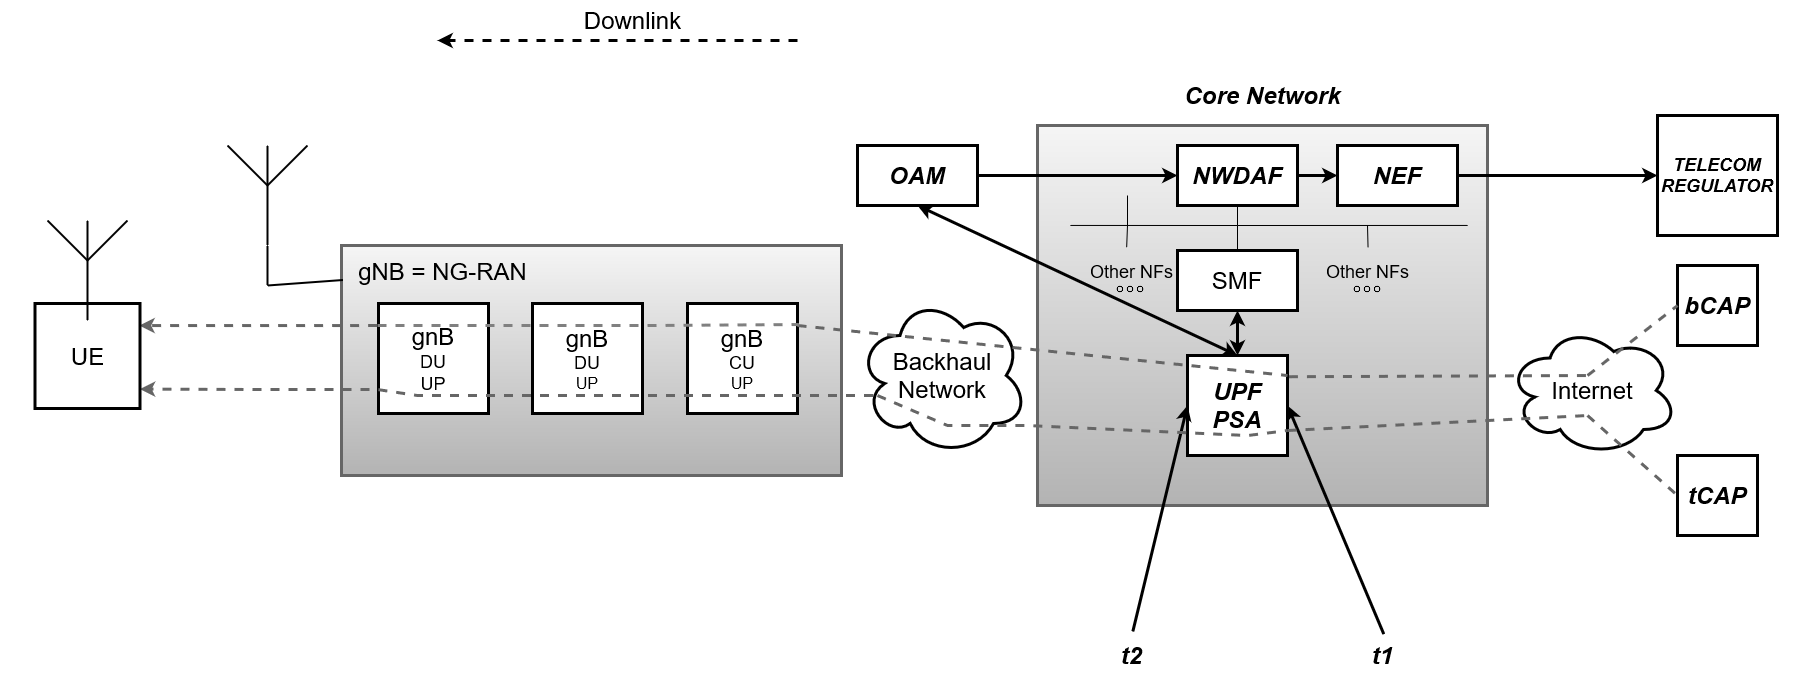 Downlink
Core Network
OAM
NWDAF
NEF
TELECOM
REGULATOR
gNB = NG-RAN
Other NFs
SMF
Other NFs
bCAP
UE
gnB
DU
UP
gnB
DU
UP
gnB
CU
UP
Backhaul
Network
UPF
PSA
Internet
tCAP
t2
t1